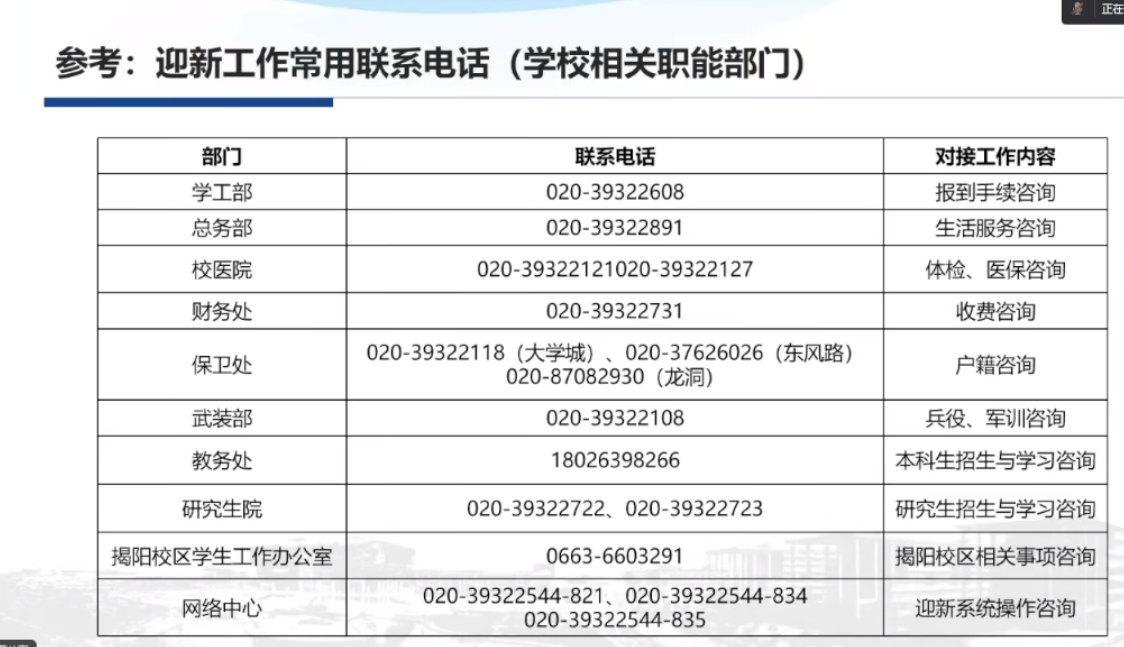 正在
参考：迎新工作常用联系电话（学校相关职能部门）
部门 联系电话 对接工作内容
学工部 020-39322608 报到手续咨询
总务部 020-39322891 生活服务咨询
校医院 020-39322121020-39322127 体检、医保咨询
财务处 020-39322731 收费咨询
保卫处 020-39322118（大学城）、020-37626026（东风路） 户籍咨询
020-87082930（龙洞）
武装部 020-39322108 兵役、军训咨询
教务处 18026398266 本科生招生与学习咨询
研究生院 020-39322722、020-39322723 研究生招生与学习咨询
揭阳校区学生工作办公室 0663-6603291 揭阳校区相关事项咨询
网络中心 020-39322544-821、020-39322544-834 迎新系统操作咨询
020-39322544-835